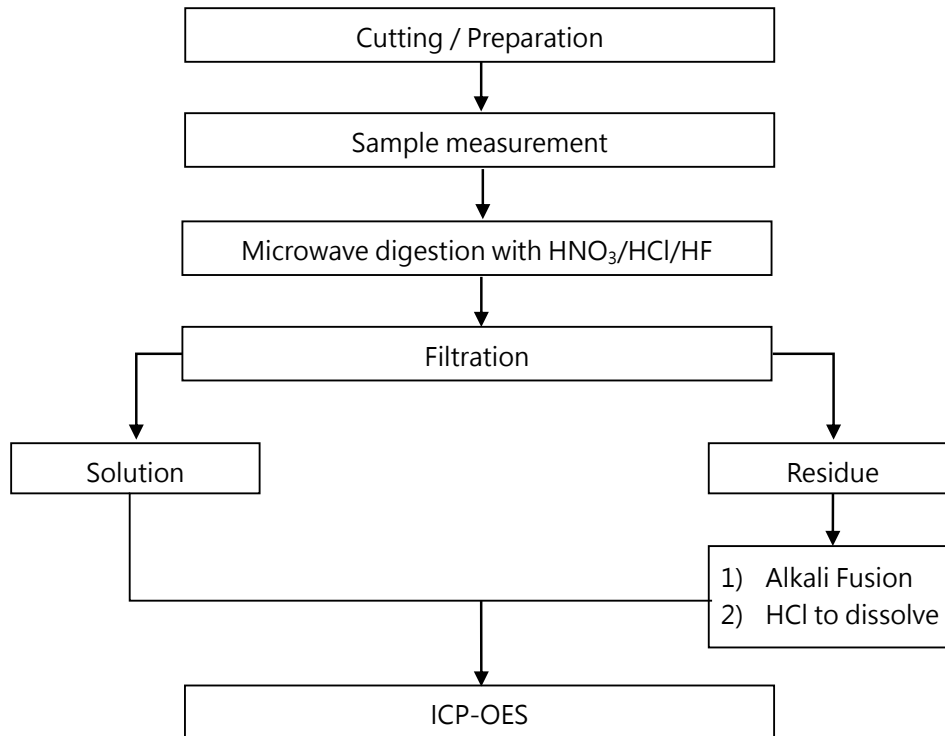 Cutting / Preparation
Sample measurement
Microwave digestion with HNO₃/HCl/HF
Filtration
Solution
Residue
1) Alkali Fusion
2) HCl to dissolve
ICP-OES